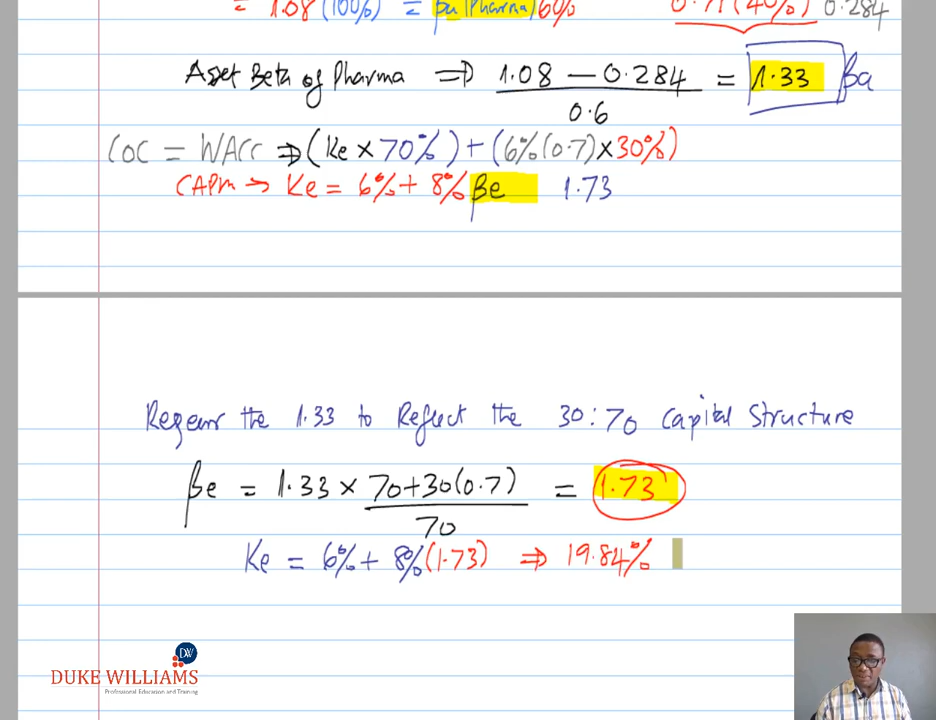 = 1.08 (100%) = βa (Pharma) 60% 0.71 (40%) 0.284
Asset Beta of Pharma ⇒ 1.08 — 0.284 / 0.6 = 1.33 βa
COC = WACC ⇒ (Ke × 70%) + (6% (0.7) × 30%)
CAPM → Ke = 6% + 8% βe 1.73
Regear the 1.33 to Reflect the 30:70 Capital Structure
βe = 1.33 × 70+30(0.7) / 70 = 1.73
Ke = 6% + 8% (1.73) ⇒ 19.84%
DW
DUKE WILLIAMS
Professional Education and Training